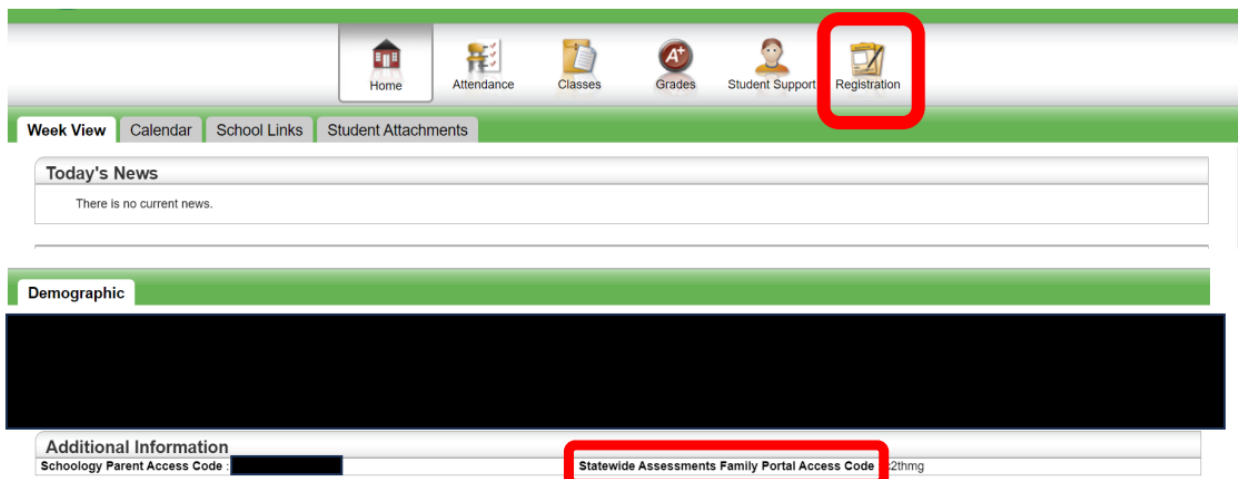 Home Attendance Classes Grades Student Support Registration
Week View Calendar School Links Student Attachments
Today's News
There is no current news.
Demographic
Additional Information
Schoology Parent Access Code : Statewide Assessments Family Portal Access Code